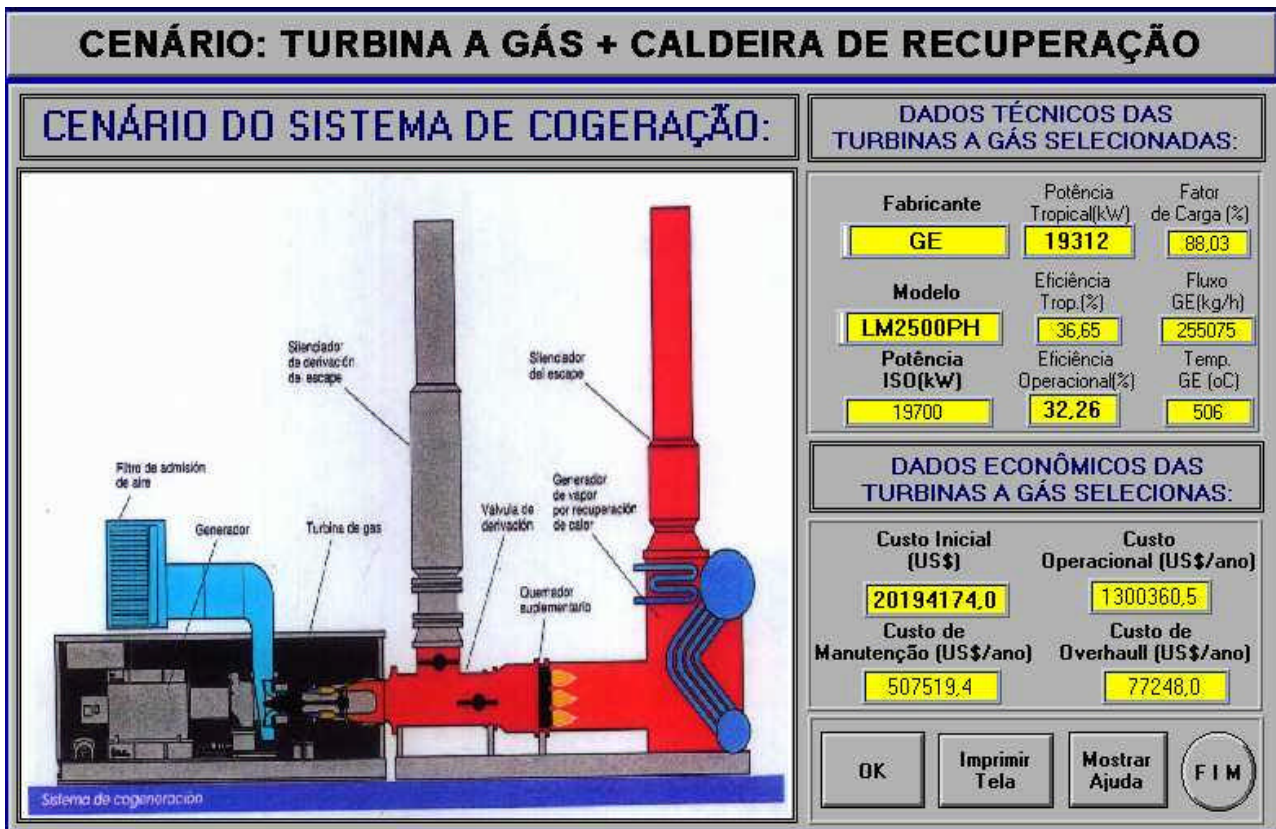 CENÁRIO: TURBINA A GÁS + CALDEIRA DE RECUPERAÇÃO
CENÁRIO DO SISTEMA DE COGERAÇÃO:
Silenciador
de derivación
del escape
Silenciador
del escape
Filtro de admisión
de aire
Generador
Turbina de gas
Válvula de
derivación
Generador
de vapor
por recuperación
de calor
Quemador
suplementario
Sistema de cogeneración
DADOS TÉCNICOS DAS
TURBINAS A GÁS SELECIONADAS:
Fabricante
GE
Potência
Tropical(kW)
19312
Fator
de Carga (%)
88,03
Modelo
LM2500PH
Eficiência
Trop.(%)
36,65
Fluxo
GE(kg/h)
255075
Potência
ISO(kW)
19700
Eficiência
Operacional(%)
32,26
Temp.
GE (oC)
506
DADOS ECONÔMICOS DAS
TURBINAS A GÁS SELECIONAS:
Custo Inicial
(US$)
20194174,0
Custo
Operacional (US$/ano)
1300360,5
Custo de
Manutenção (US$/ano)
507519,4
Custo de
Overhaull (US$/ano)
77248,0
OK
Imprimir
Tela
Mostrar
Ajuda
F I M